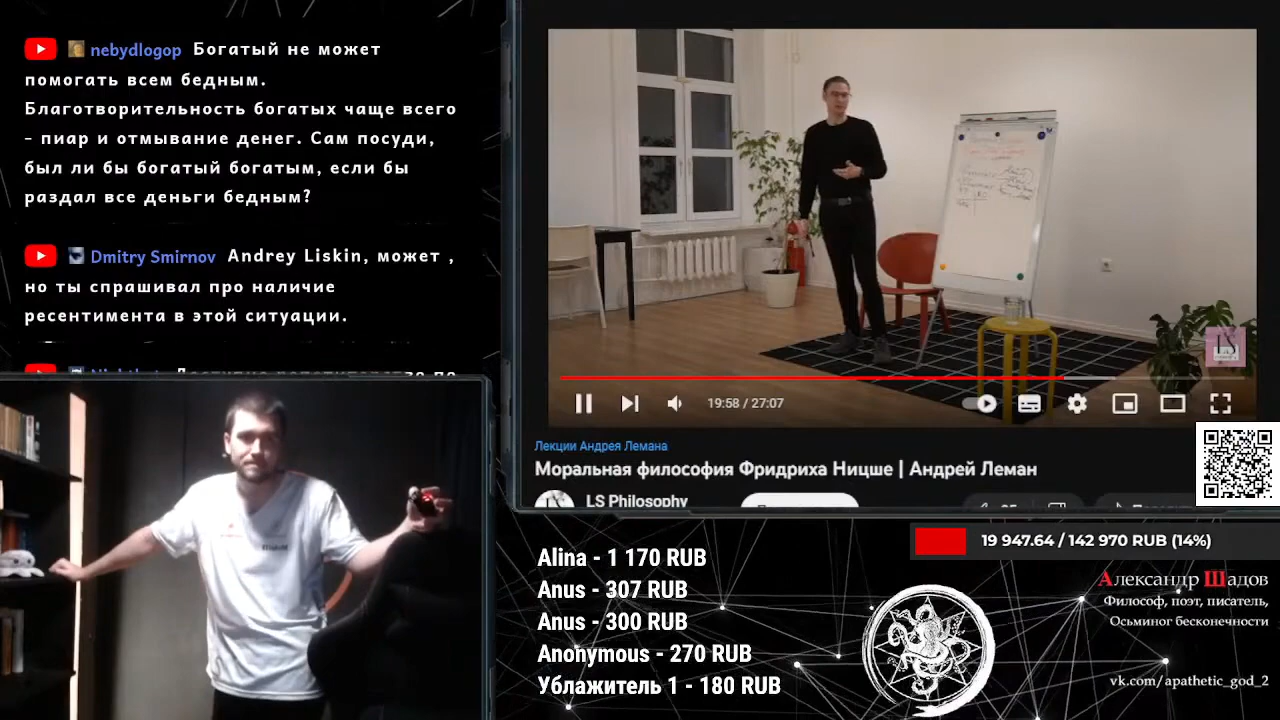 nebydlogop Богатый не может
помогать всем бедным.
Благотворительность богатых чаще всего
- пиар и отмывание денег. Сам посуди,
был ли бы богатый богатым, если бы
раздал все деньги бедным?
Dmitry Smirnov Andrey Liskin, может ,
но ты спрашивал про наличие
ресентимента в этой ситуации.
19:58 / 27:07
Лекции Андрея Лемана
Моральная философия Фридриха Ницше | Андрей Леман
LS Philosophy
19 947.64 / 142 970 RUB (14%)
Alina - 1 170 RUB
Anus - 307 RUB
Anus - 300 RUB
Anonymous - 270 RUB
Ублажитель 1 - 180 RUB
Александр Шадов
Философ, поэт, писатель,
Осьминог бесконечности
vk.com/apathetic_god_2